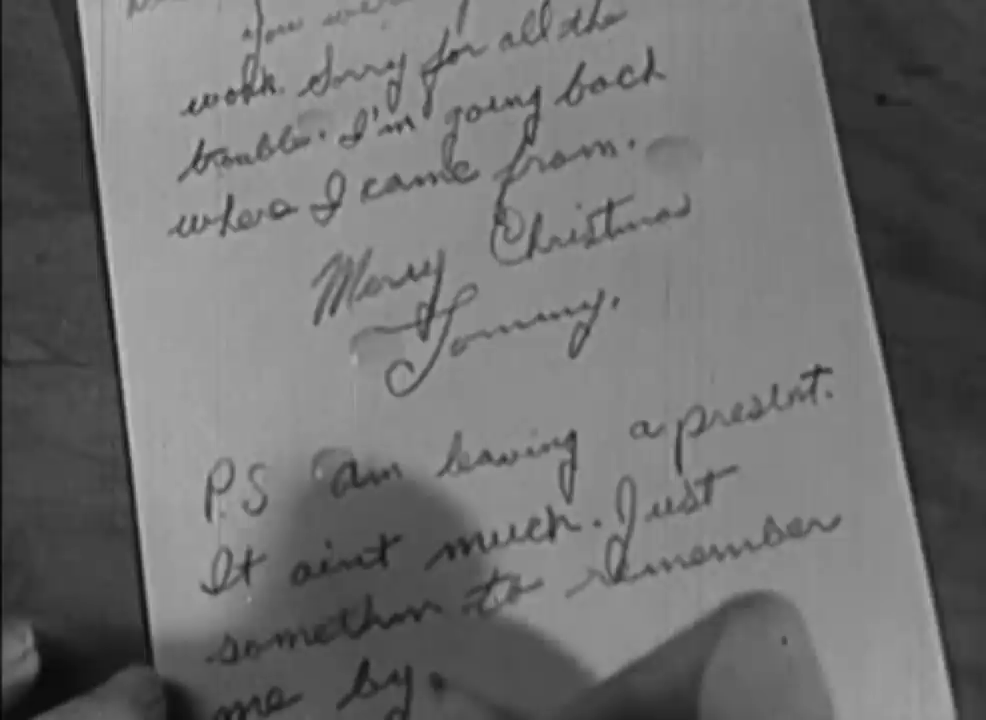 you
work. Sorry for all the
trouble. I'm going back
where I came from.
Merry Christmas
Tommy.
P.S am leaving a present.
It aint much. Just
somethin to remember
me by.